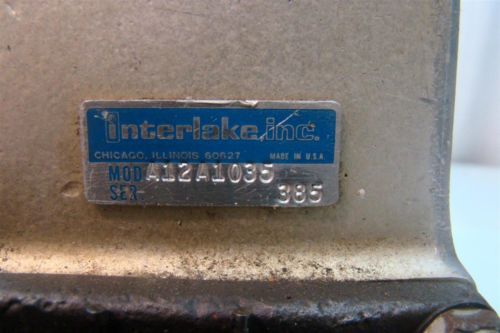 interlake, inc.
CHICAGO, ILLINOIS 60627 MADE IN U.S.A.
MOD A12A1035
SER 385